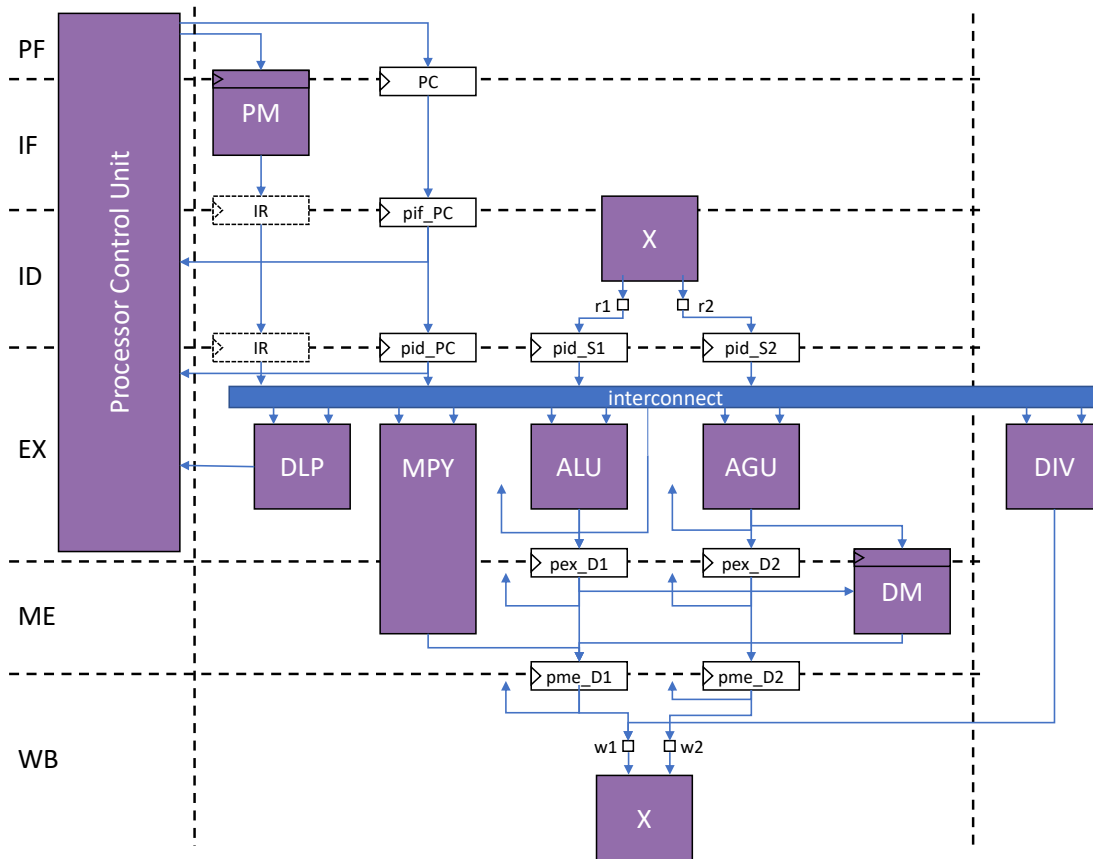 PF
PC
PM
IF
Processor Control Unit
IR
pif_PC
X
ID
r1
r2
IR
pid_PC
pid_S1
pid_S2
interconnect
EX
DLP
MPY
ALU
AGU
DIV
pex_D1
pex_D2
DM
ME
pme_D1
pme_D2
WB
w1
w2
X